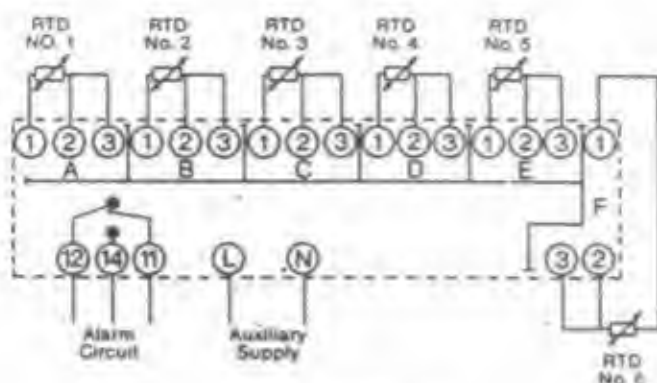 RTD NO. 1
RTD No. 2
RTD No. 3
RTD No. 4
RTD No. 5
1 2 3 1 2 3 1 2 3 1 2 3 1 2 3 1
A B C D E
F
12 14 11 L N 3 2
Alarm Circuit
Auxiliary Supply
RTD No. 6